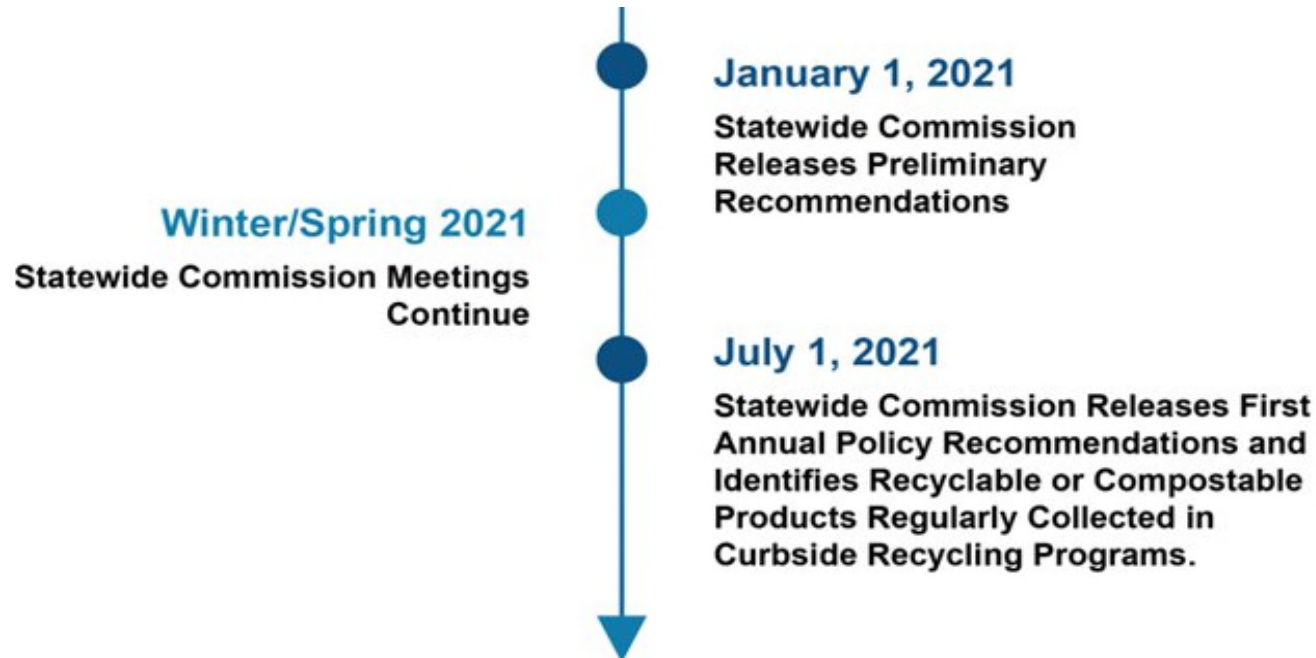 January 1, 2021
Statewide Commission
Releases Preliminary
Recommendations
Winter/Spring 2021
Statewide Commission Meetings
Continue
July 1, 2021
Statewide Commission Releases First
Annual Policy Recommendations and
Identifies Recyclable or Compostable
Products Regularly Collected in
Curbside Recycling Programs.